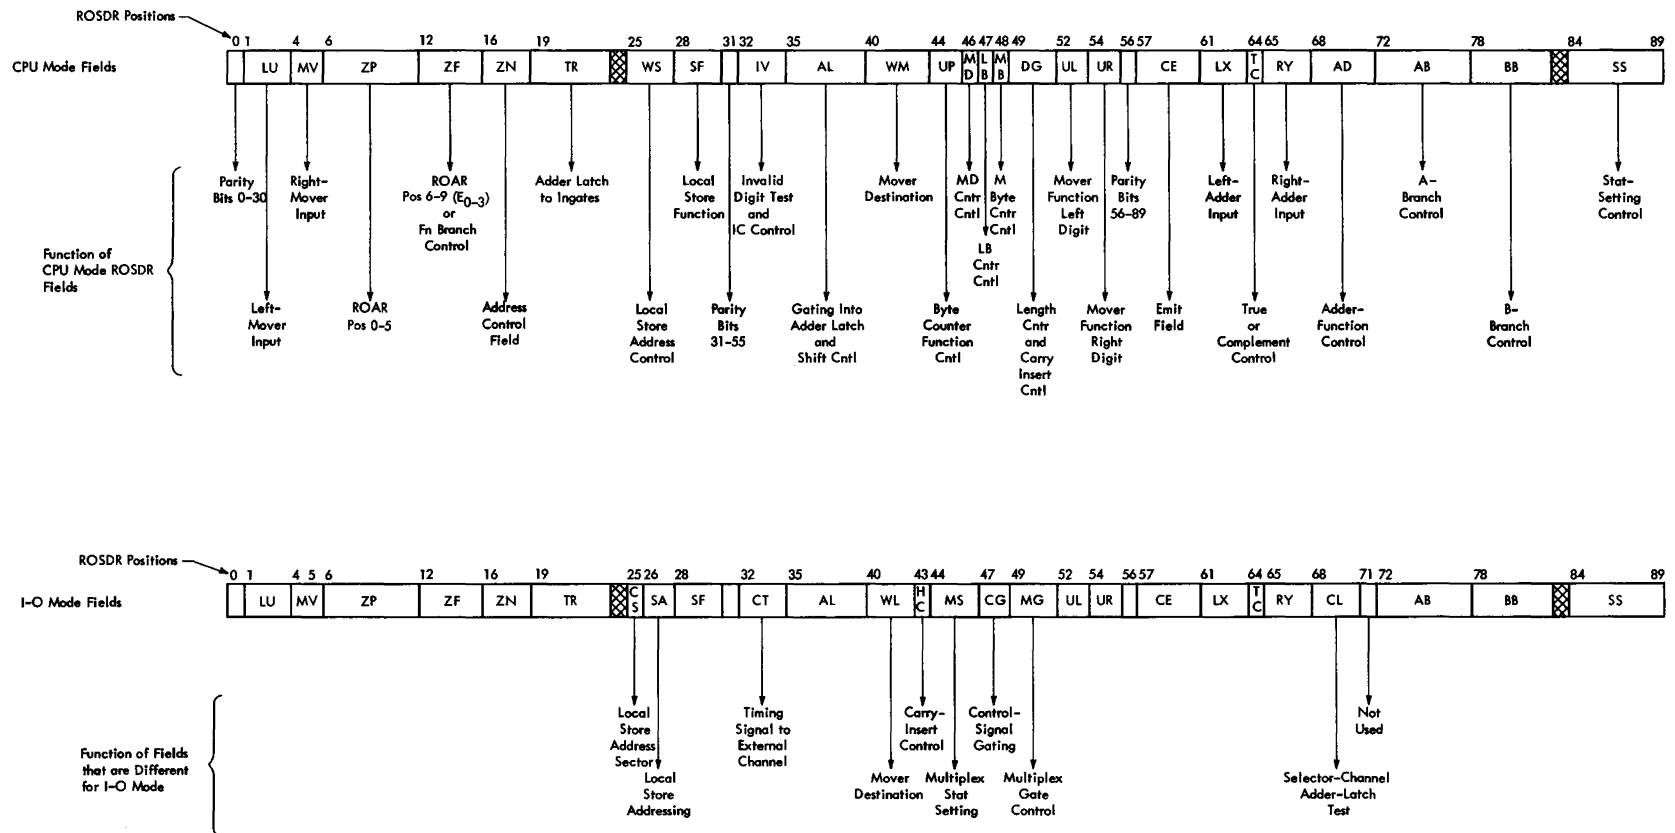 ROSDR Positions
0 1 4 6 12 16 19 25 28 31 32 35 40 44 46 47 48 49 52 54 56 57 61 64 65 68 72 78 84 89
CPU Mode Fields
LU MV ZP ZF ZN TR WS SF IV AL WM UP MD LB MB DG UL UR CE LX TC RY AD AB BB SS
Function of
CPU Mode ROSDR
Fields
Parity
Bits 0-30
Left-
Mover
Input
Right-
Mover
Input
ROAR
Pos 0-5
ROAR
Pos 6-9 (E0-3)
or
Fn Branch
Control
Address
Control
Field
Adder Latch
to Ingates
Local
Store
Address
Control
Local
Store
Function
Parity
Bits
31-55
Invalid
Digit Test
and
IC Control
Gating Into
Adder Latch
and
Shift Cntl
Mover
Destination
Byte
Counter
Function
Cntl
MD
Cntr
Cntl
LB
Cntr
Cntl
M
Byte
Cntr
Cntl
Length
Cntr
and
Carry
Insert
Cntl
Mover
Function
Left
Digit
Mover
Function
Right
Digit
Parity
Bits
56-89
Emit
Field
Left-
Adder
Input
True
or
Complement
Control
Right-
Adder
Input
Adder-
Function
Control
A-
Branch
Control
B-
Branch
Control
Stat-
Setting
Control
ROSDR Positions
0 1 4 5 6 12 16 19 25 26 28 32 35 40 43 44 47 49 52 54 56 57 61 64 65 68 71 72 78 84 89
I-O Mode Fields
LU MV ZP ZF ZN TR CS SA SF CT AL WL HC MS CG MG UL UR CE LX TC RY CL AB BB SS
Function of Fields
that are Different
for I-O Mode
Local
Store
Address
Sector
Local
Store
Addressing
Timing
Signal to
External
Channel
Mover
Destination
Carry-
Insert
Control
Multiplex
Stat
Setting
Control-
Signal
Gating
Multiplex
Gate
Control
Selector-Channel
Adder-Latch
Test
Not
Used